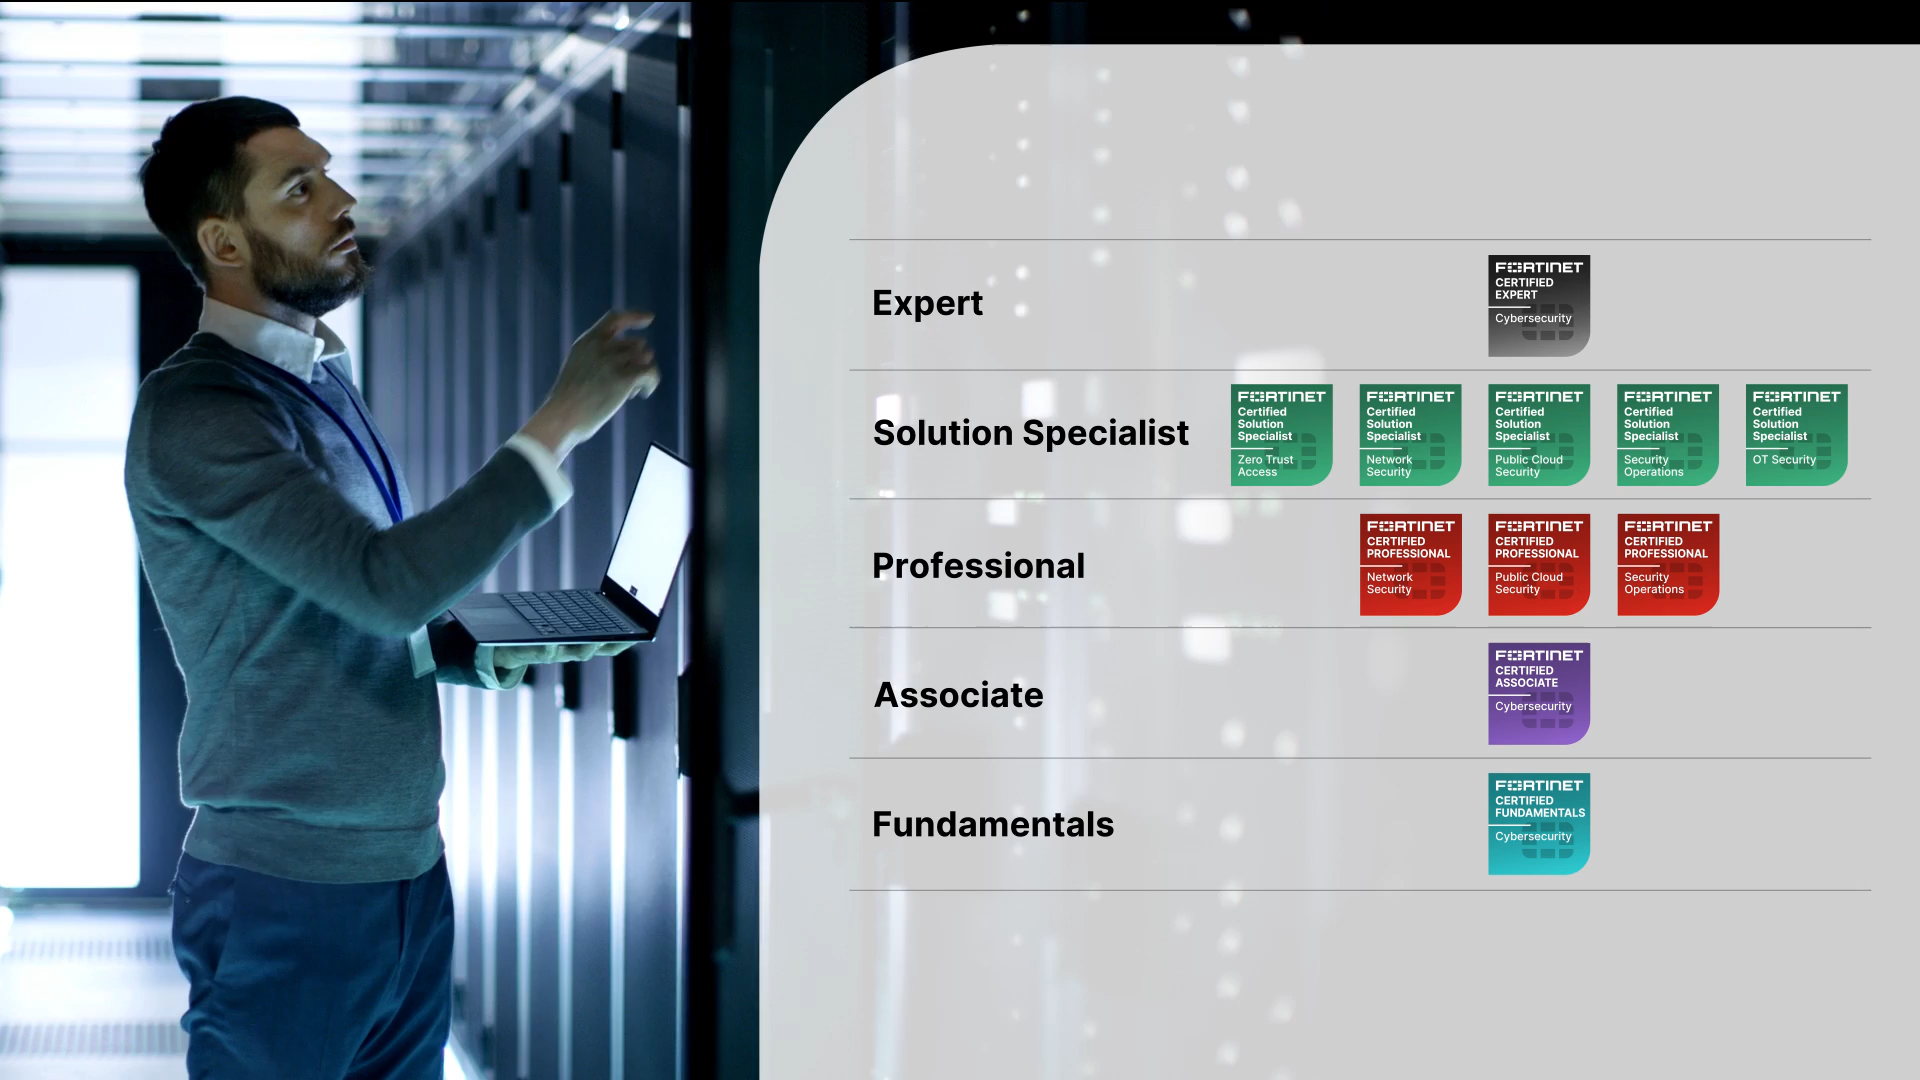 Expert
FORTINET
CERTIFIED
EXPERT
Cybersecurity
Solution Specialist
FORTINET
Certified
Solution
Specialist
Zero Trust
Access
FORTINET
Certified
Solution
Specialist
Network
Security
FORTINET
Certified
Solution
Specialist
Public Cloud
Security
FORTINET
Certified
Solution
Specialist
Security
Operations
FORTINET
Certified
Solution
Specialist
OT Security
Professional
FORTINET
CERTIFIED
PROFESSIONAL
Network
Security
FORTINET
CERTIFIED
PROFESSIONAL
Public Cloud
Security
FORTINET
CERTIFIED
PROFESSIONAL
Security
Operations
Associate
FORTINET
CERTIFIED
ASSOCIATE
Cybersecurity
Fundamentals
FORTINET
CERTIFIED
FUNDAMENTALS
Cybersecurity